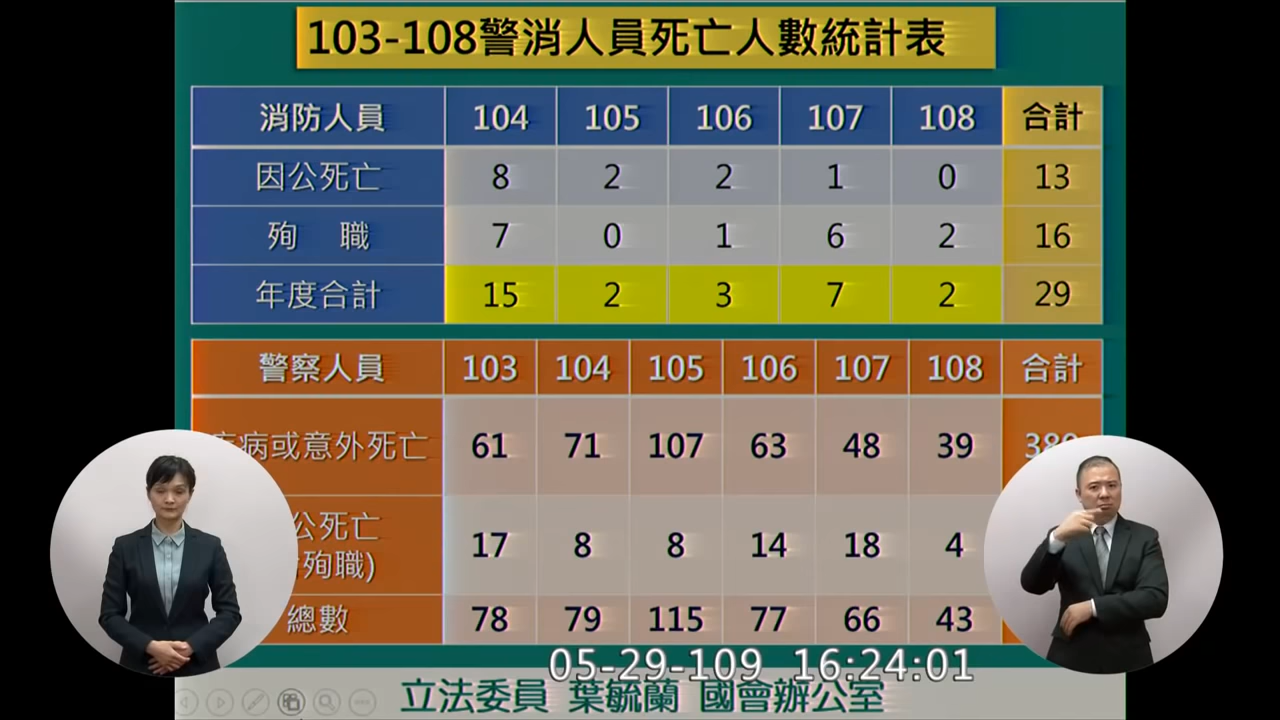 103-108警消人員死亡人數統計表
消防人員 104 105 106 107 108 合計
因公死亡 8 2 2 1 0 13
殉 職 7 0 1 6 2 16
年度合計 15 2 3 7 2 29
警察人員 103 104 105 106 107 108 合計
病或意外死亡 61 71 107 63 48 39 38
公死亡
殉職) 17 8 8 14 18 4
總數 78 79 115 77 66 43
05-29-109 16:24:01
立法委員 葉毓蘭 國會辦公室